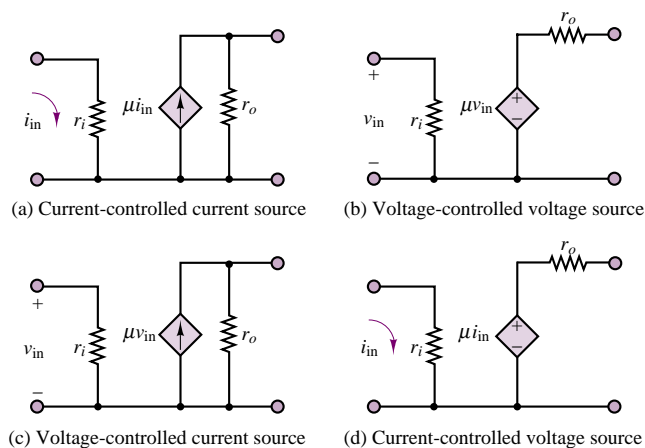 r_o
+
i_in
r_i
μi_in
r_o
v_in
r_i
μv_in
+
−
−
(a) Current-controlled current source
(b) Voltage-controlled voltage source
r_o
+
v_in
r_i
μv_in
r_o
i_in
r_i
μi_in
+
−
−
(c) Voltage-controlled current source
(d) Current-controlled voltage source